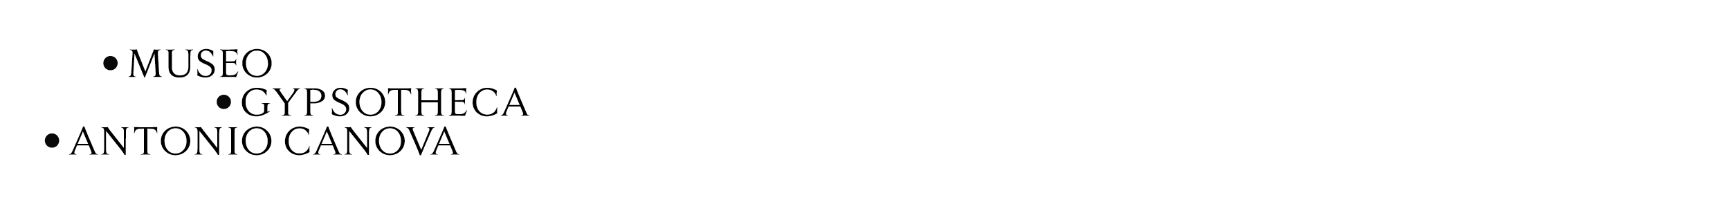 • MUSEO
• GYPSOTHECA
• ANTONIO CANOVA